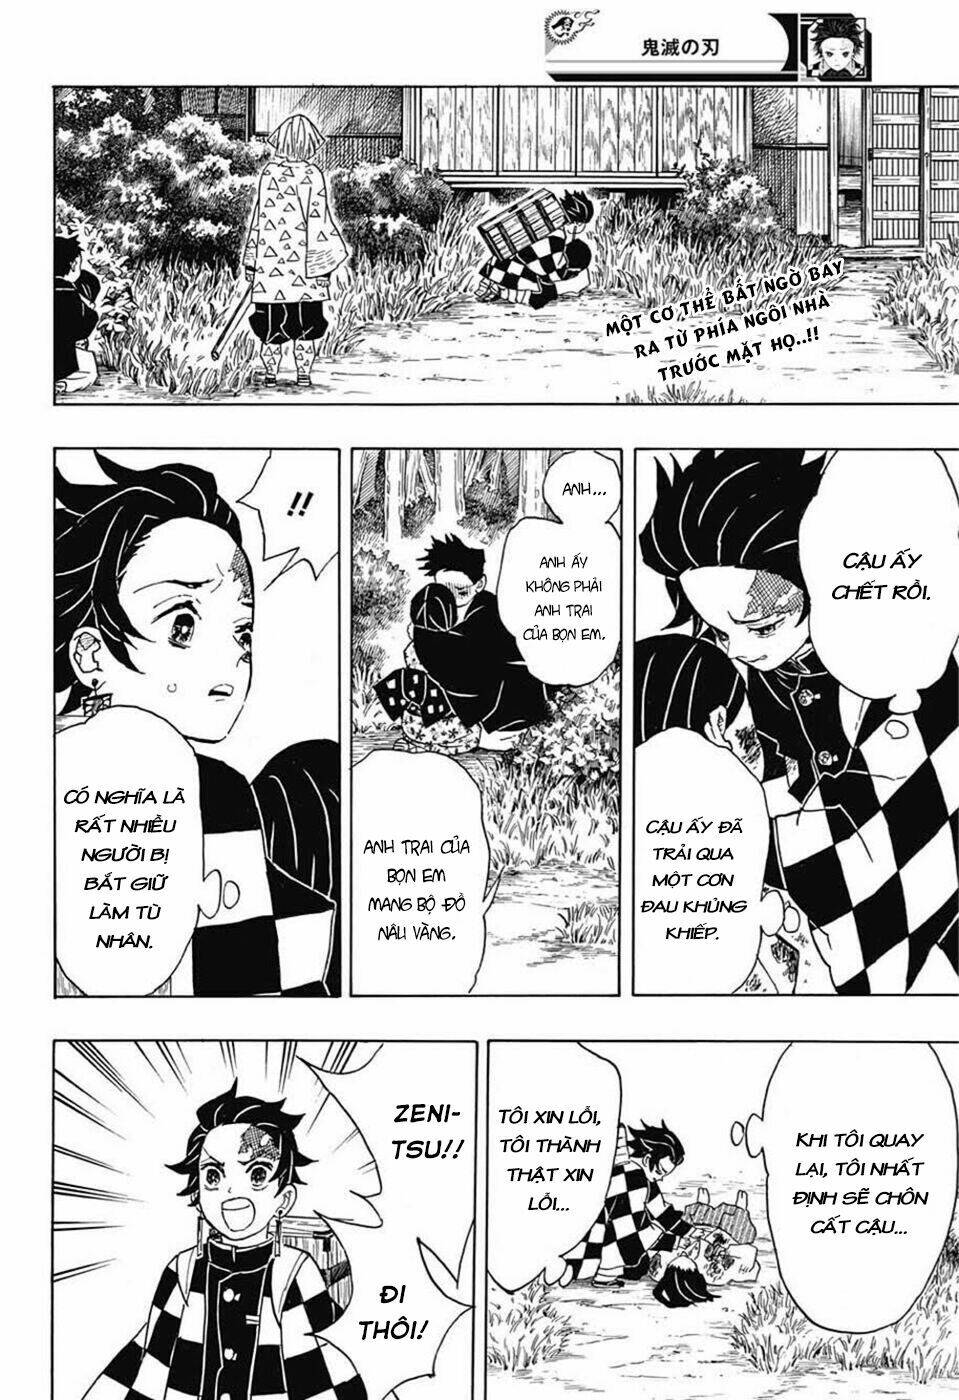 鬼滅の刃
MỘT CƠ THỂ BẤT NGỜ BAY
RA TỪ PHÍA NGÔI NHÀ
TRƯỚC MẶT HỌ..!!
CẬU ẤY
CHẾT RỒI.
CẬU ẤY ĐÃ
TRẢI QUA
MỘT CƠN
ĐAU KHỦNG
KHIẾP.
ANH...
ANH ẤY
KHÔNG PHẢI
ANH TRAI
CỦA BỌN EM.
ANH TRAI CỦA
BỌN EM
MANG BỘ ĐỒ
NÂU VÀNG.
!!
CÓ NGHĨA LÀ
RẤT NHIỀU
NGƯỜI BỊ
BẮT GIỮ
LÀM TÙ
NHÂN.
KHI TÔI QUAY
LẠI, TÔI NHẤT
ĐỊNH SẼ CHÔN
CẤT CẬU...
TÔI XIN LỖI,
TÔI THÀNH
THẬT XIN
LỖI...
ZENI-
TSU!!
ĐI
THÔI!